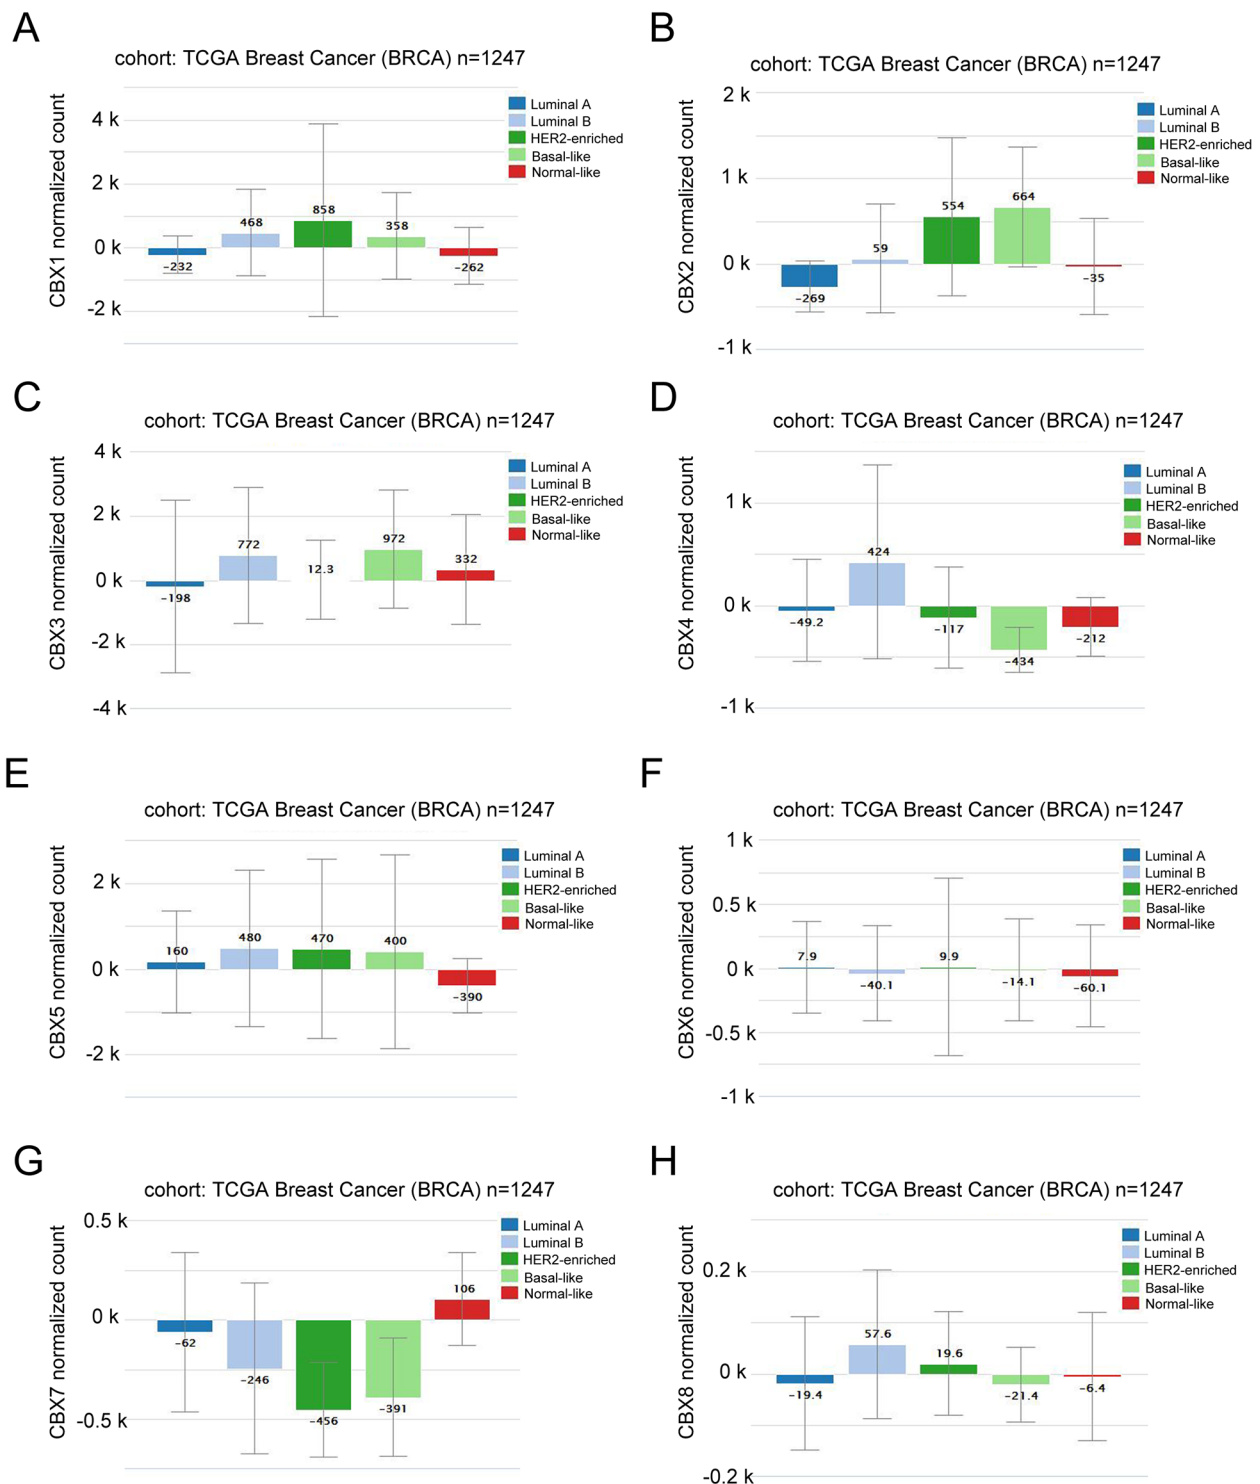 A
cohort: TCGA Breast Cancer (BRCA) n=1247
CBX1 normalized count
4 k
2 k
0 k
-2 k
-232
468
858
358
-262
Luminal A
Luminal B
HER2-enriched
Basal-like
Normal-like
B
cohort: TCGA Breast Cancer (BRCA) n=1247
CBX2 normalized count
2 k
1 k
0 k
-1 k
-269
59
554
664
-35
Luminal A
Luminal B
HER2-enriched
Basal-like
Normal-like
C
cohort: TCGA Breast Cancer (BRCA) n=1247
CBX3 normalized count
4 k
2 k
0 k
-2 k
-4 k
-198
772
12.3
972
332
Luminal A
Luminal B
HER2-enriched
Basal-like
Normal-like
D
cohort: TCGA Breast Cancer (BRCA) n=1247
CBX4 normalized count
1 k
0 k
-1 k
-49.2
424
-117
-434
-212
Luminal A
Luminal B
HER2-enriched
Basal-like
Normal-like
E
cohort: TCGA Breast Cancer (BRCA) n=1247
CBX5 normalized count
2 k
0 k
-2 k
160
480
470
400
-390
Luminal A
Luminal B
HER2-enriched
Basal-like
Normal-like
F
cohort: TCGA Breast Cancer (BRCA) n=1247
CBX6 normalized count
1 k
0.5 k
0 k
-0.5 k
-1 k
7.9
-40.1
9.9
-14.1
-60.1
Luminal A
Luminal B
HER2-enriched
Basal-like
Normal-like
G
cohort: TCGA Breast Cancer (BRCA) n=1247
CBX7 normalized count
0.5 k
0 k
-0.5 k
-62
-246
-456
-391
106
Luminal A
Luminal B
HER2-enriched
Basal-like
Normal-like
H
cohort: TCGA Breast Cancer (BRCA) n=1247
CBX8 normalized count
0.2 k
0 k
-0.2 k
-19.4
57.6
19.6
-21.4
-6.4
Luminal A
Luminal B
HER2-enriched
Basal-like
Normal-like